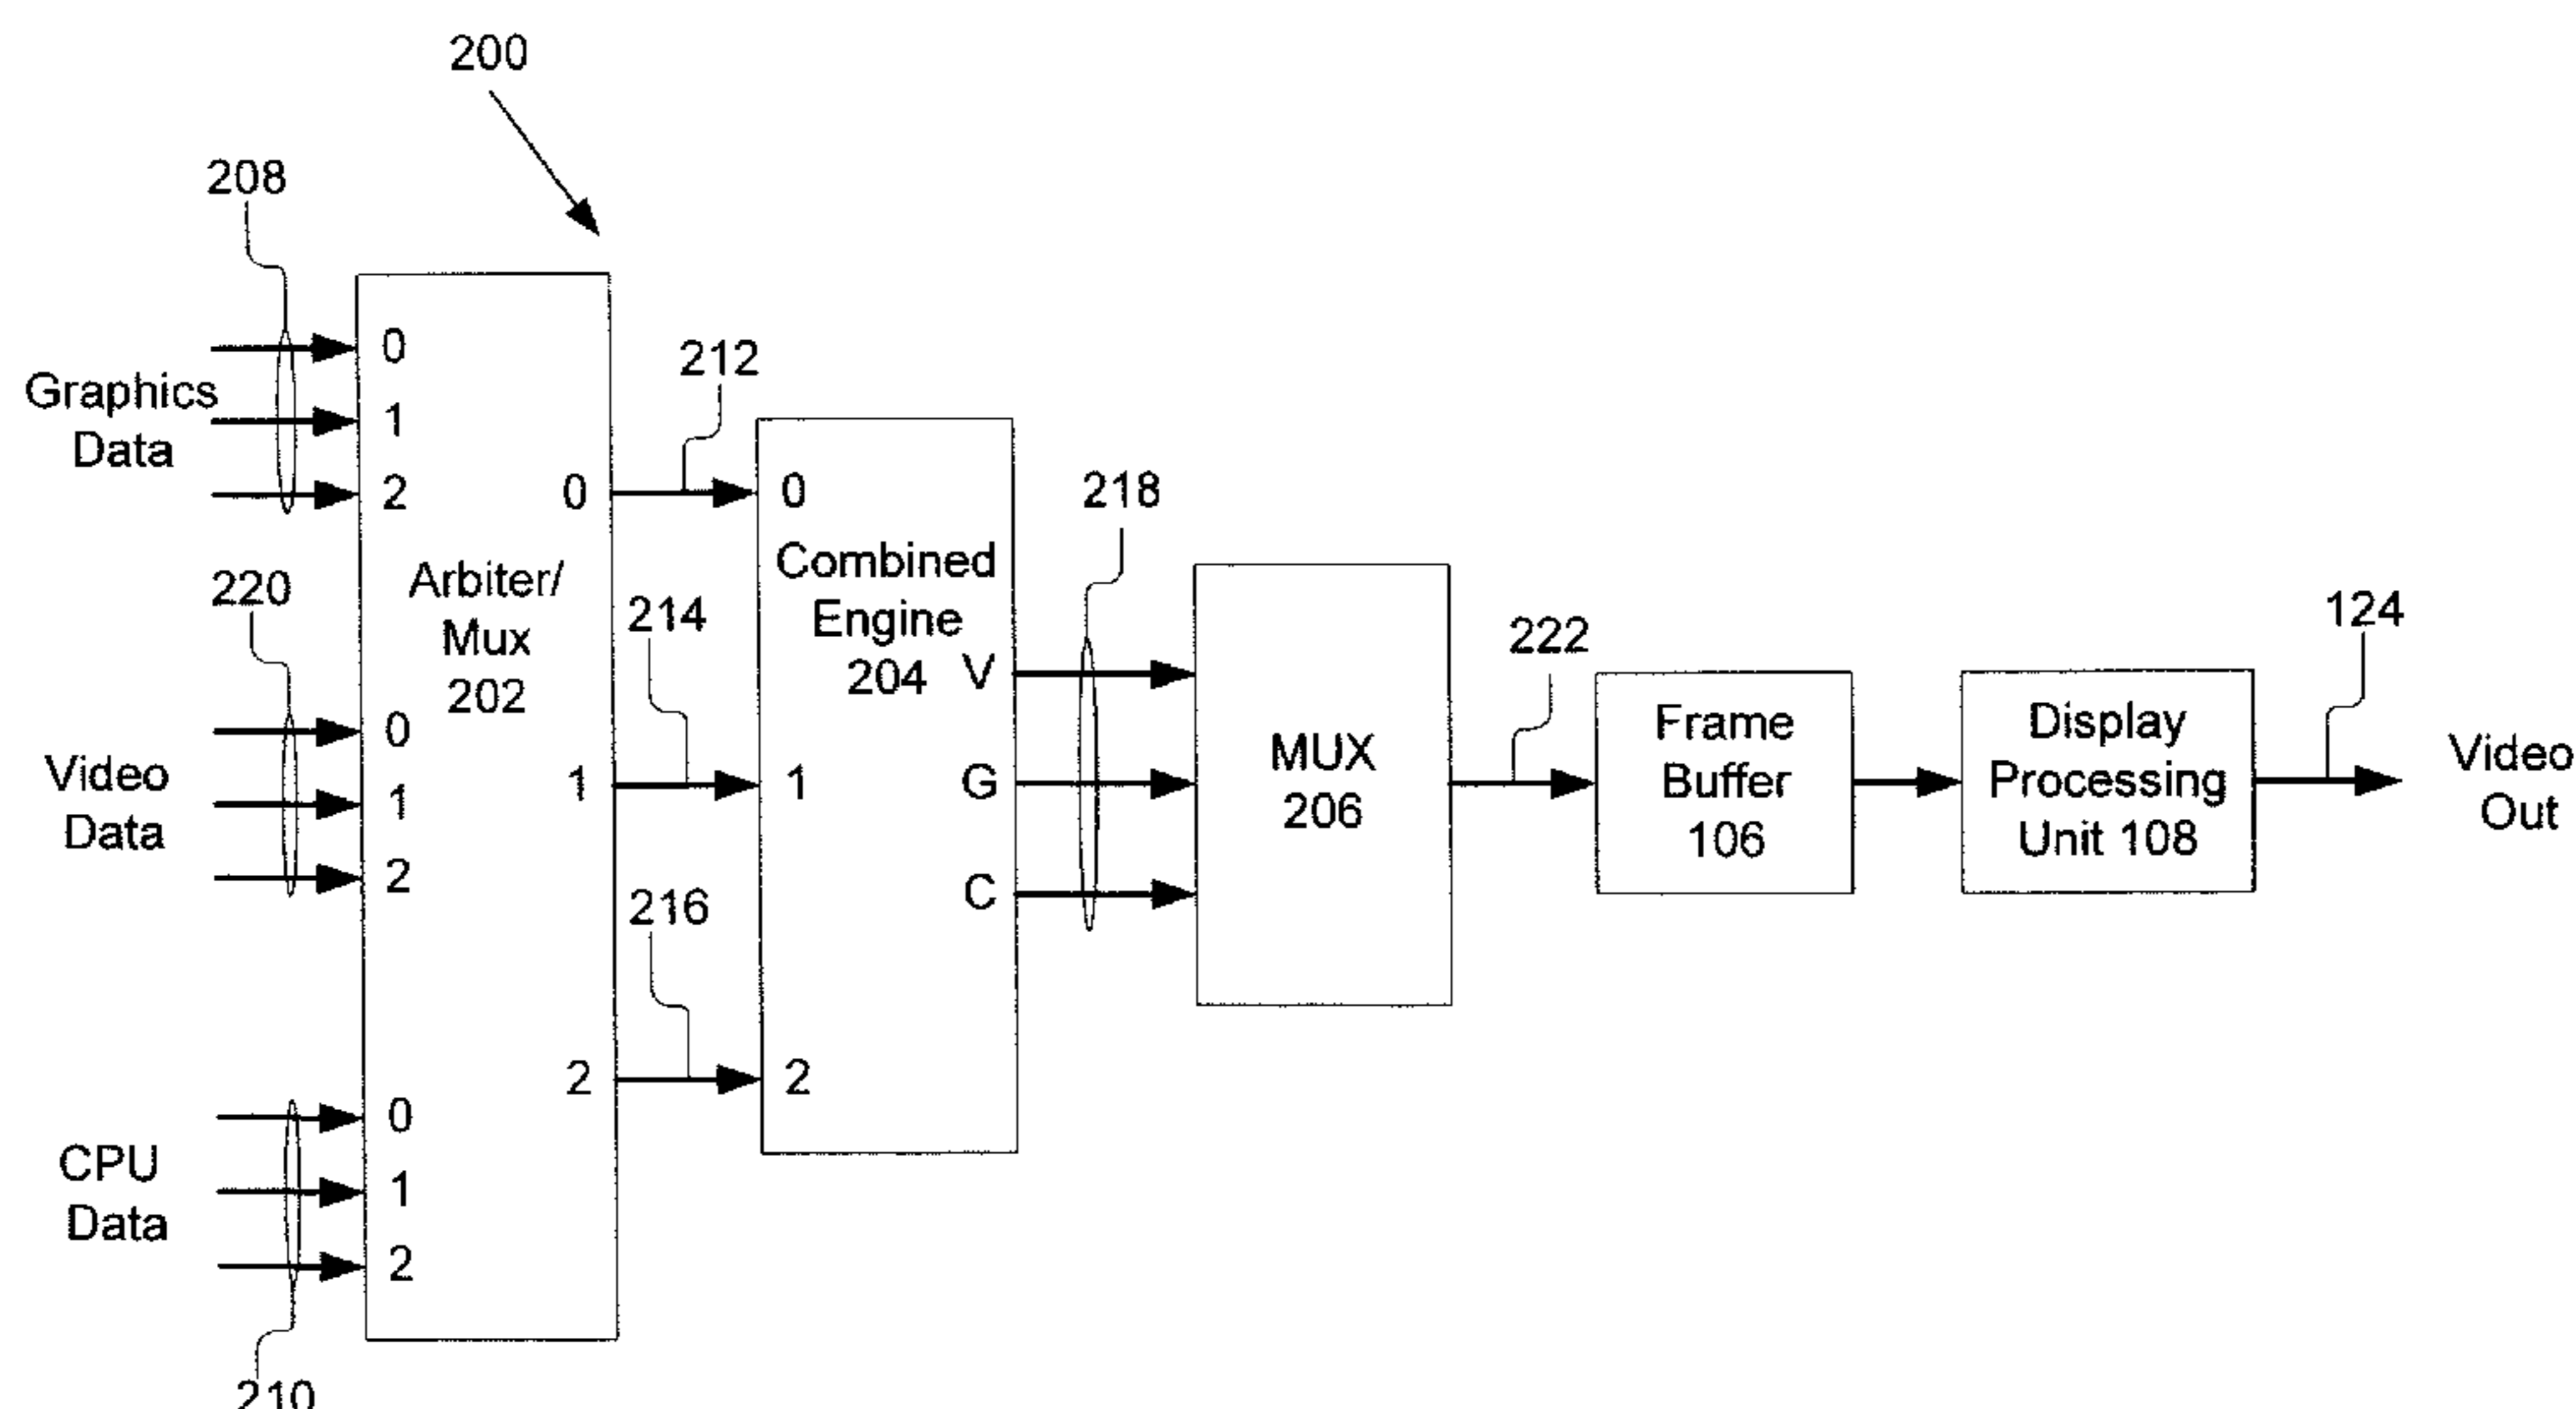 200
208
Graphics
Data
0
1
2
220
Video
Data
0
1
2
CPU
Data
0
1
2
210
Arbiter/
Mux
202
0
1
2
212
214
216
0
1
2
Combined
Engine
204
V
G
C
218
MUX
206
222
Frame
Buffer
106
Display
Processing
Unit 108
124
Video
Out